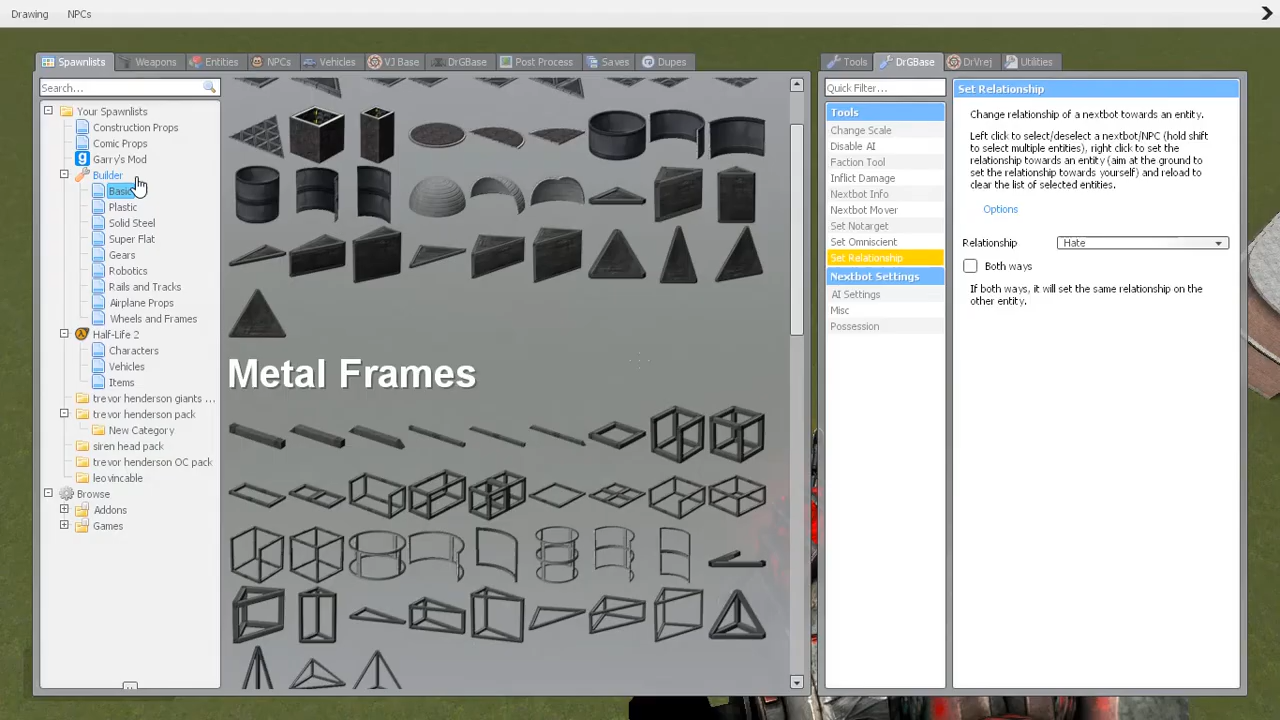 Drawing NPCs
Spawnlists Weapons Entities NPCs Vehicles VJ Base DrGBase Post Process Saves Dupes
Search...
Your Spawnlists
Construction Props
Comic Props
Garry's Mod
Builder
Basic
Plastic
Solid Steel
Super Flat
Gears
Robotics
Rails and Tracks
Airplane Props
Wheels and Frames
Half-Life 2
Characters
Vehicles
Items
trevor henderson giants ...
trevor henderson pack
New Category
siren head pack
trevor henderson OC pack
leovincable
Browse
Addons
Games
Metal Frames
Tools DrGBase DrVrej Utilities
Quick Filter...
Tools
Change Scale
Disable AI
Faction Tool
Inflict Damage
Nextbot Info
Nextbot Mover
Set Notarget
Set Omniscient
Set Relationship
Nextbot Settings
AI Settings
Misc
Possession
Set Relationship
Change relationship of a nextbot towards an entity.
Left click to select/deselect a nextbot/NPC (hold shift
to select multiple entities), right click to set the
relationship towards an entity (aim at the ground to
set the relationship towards yourself) and reload to
clear the list of selected entities.
Options
Relationship Hate
Both ways
If both ways, it will set the same relationship on the
other entity.